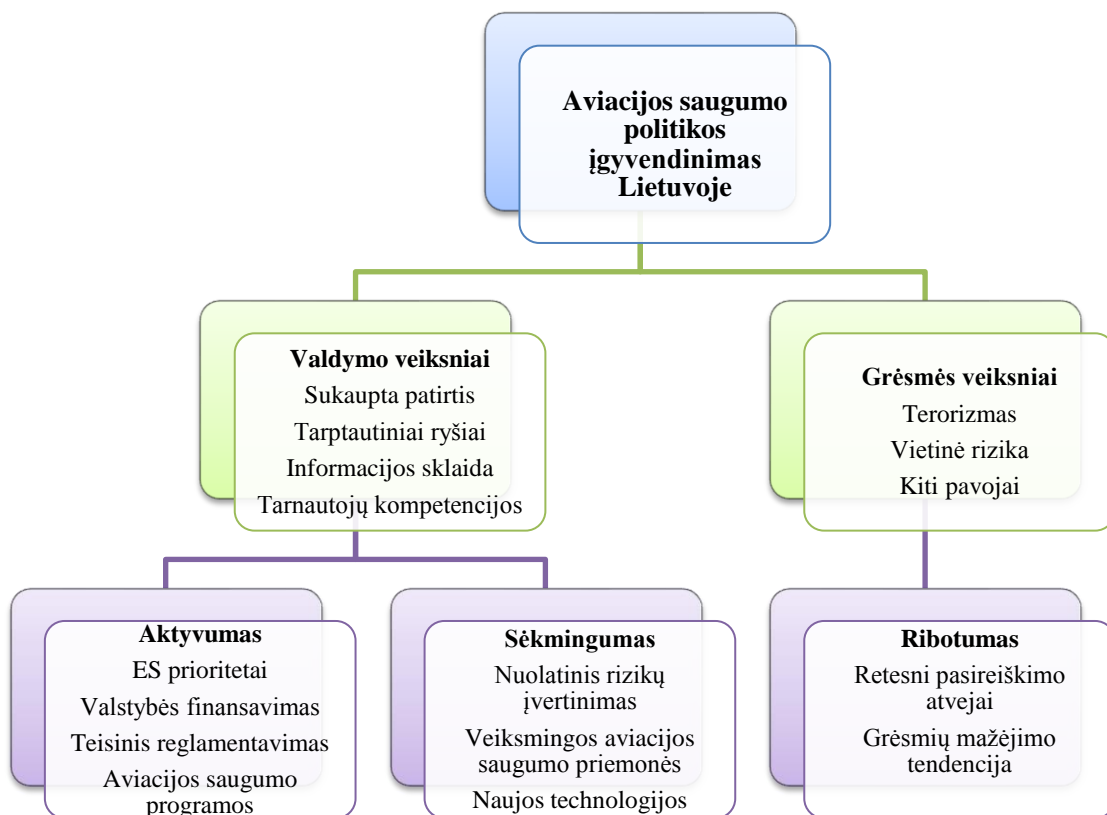 Aviacijos saugumo
politikos
įgyvendinimas
Lietuvoje
Valdymo veiksniai
Sukaupta patirtis
Tarptautiniai ryšiai
Informacijos sklaida
Tarnautojų kompetencijos
Grėsmės veiksniai
Terorizmas
Vietinė rizika
Kiti pavojai
Aktyvumas
ES prioritetai
Valstybės finansavimas
Teisinis reglamentavimas
Aviacijos saugumo
programos
Sėkmingumas
Nuolatinis rizikų
įvertinimas
Veiksmingos aviacijos
saugumo priemonės
Naujos technologijos
Ribotumas
Retesni pasireiškimo
atvejai
Grėsmių mažėjimo
tendencija